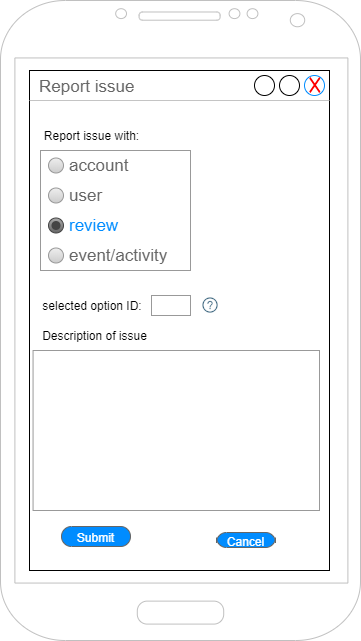 Report issue X
Report issue with:
account
user
review
event/activity
selected option ID: ?
Description of issue
Submit Cancel